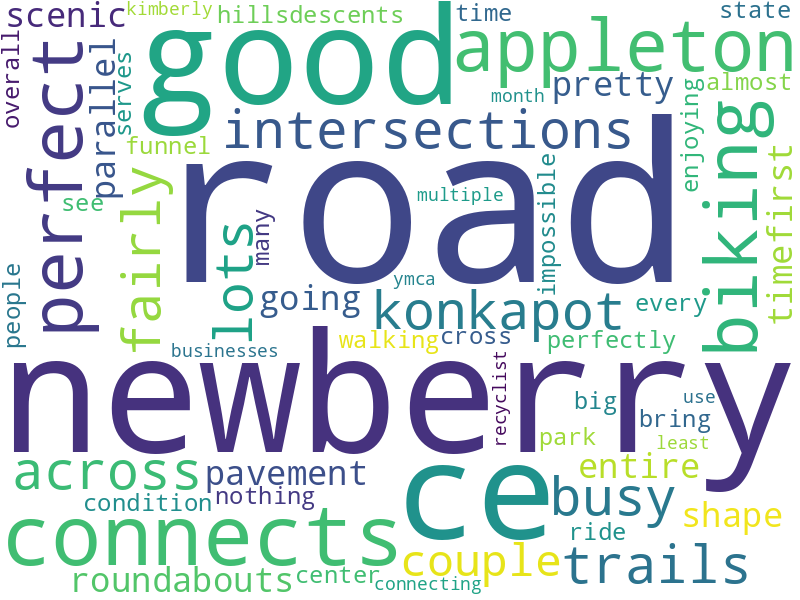 scenic kimberly hillsdescents time state
overall perfect parallel serves good appleton
month pretty almost
funnel intersections enjoying biking timefirst
see fairly road
people lots many multiple impossible
ymca
going konkapot every
businesses walking cross perfectly
newberry recyclist
big use
bring
park least
across pavement ce entire
condition nothing busy shape
connects ride
couple trails
roundabouts center connecting